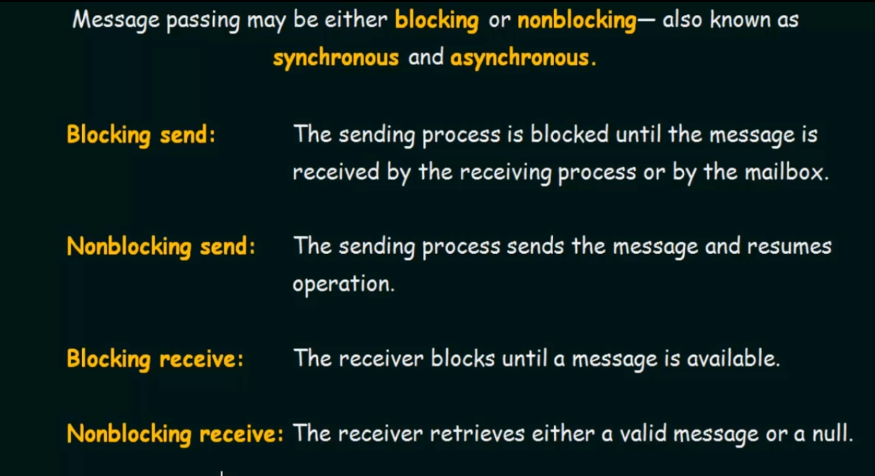 Message passing may be either blocking or nonblocking— also known as
synchronous and asynchronous.
Blocking send: The sending process is blocked until the message is
received by the receiving process or by the mailbox.
Nonblocking send: The sending process sends the message and resumes
operation.
Blocking receive: The receiver blocks until a message is available.
Nonblocking receive: The receiver retrieves either a valid message or a null.